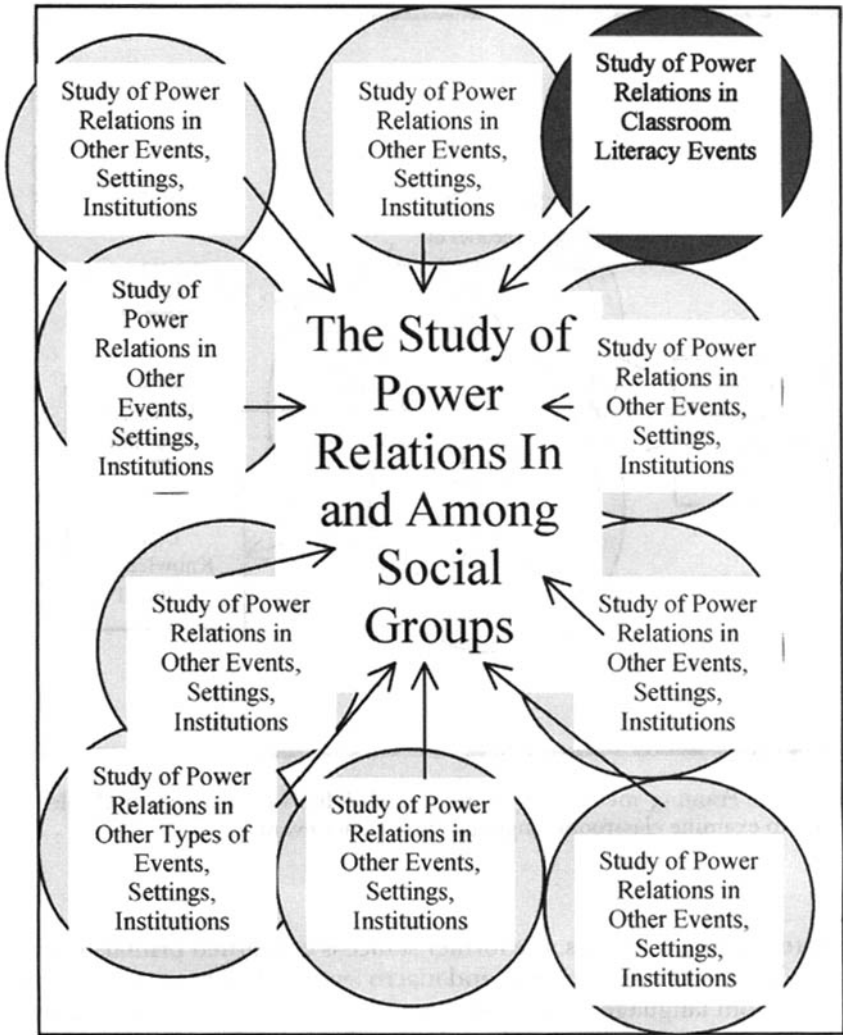 Study of Power
Relations in
Other Events,
Settings,
Institutions
Study of Power
Relations in
Other Events,
Settings,
Institutions
Study of Power
Relations in
Classroom
Literacy Events
Study of
Power
Relations in
Other
Events,
Settings,
Institutions
The Study of
Power
Relations In
and Among
Social
Groups
Study of Power
Relations in
Other Events,
Settings,
Institutions
Study of Power
Relations in
Other Events,
Settings,
Institutions
Study of Power
Relations in
Other Events,
Settings,
Institutions
Study of Power
Relations in
Other Types of
Events,
Settings,
Institutions
Study of Power
Relations in
Other Events,
Settings,
Institutions
Study of Power
Relations in
Other Events,
Settings,
Institutions